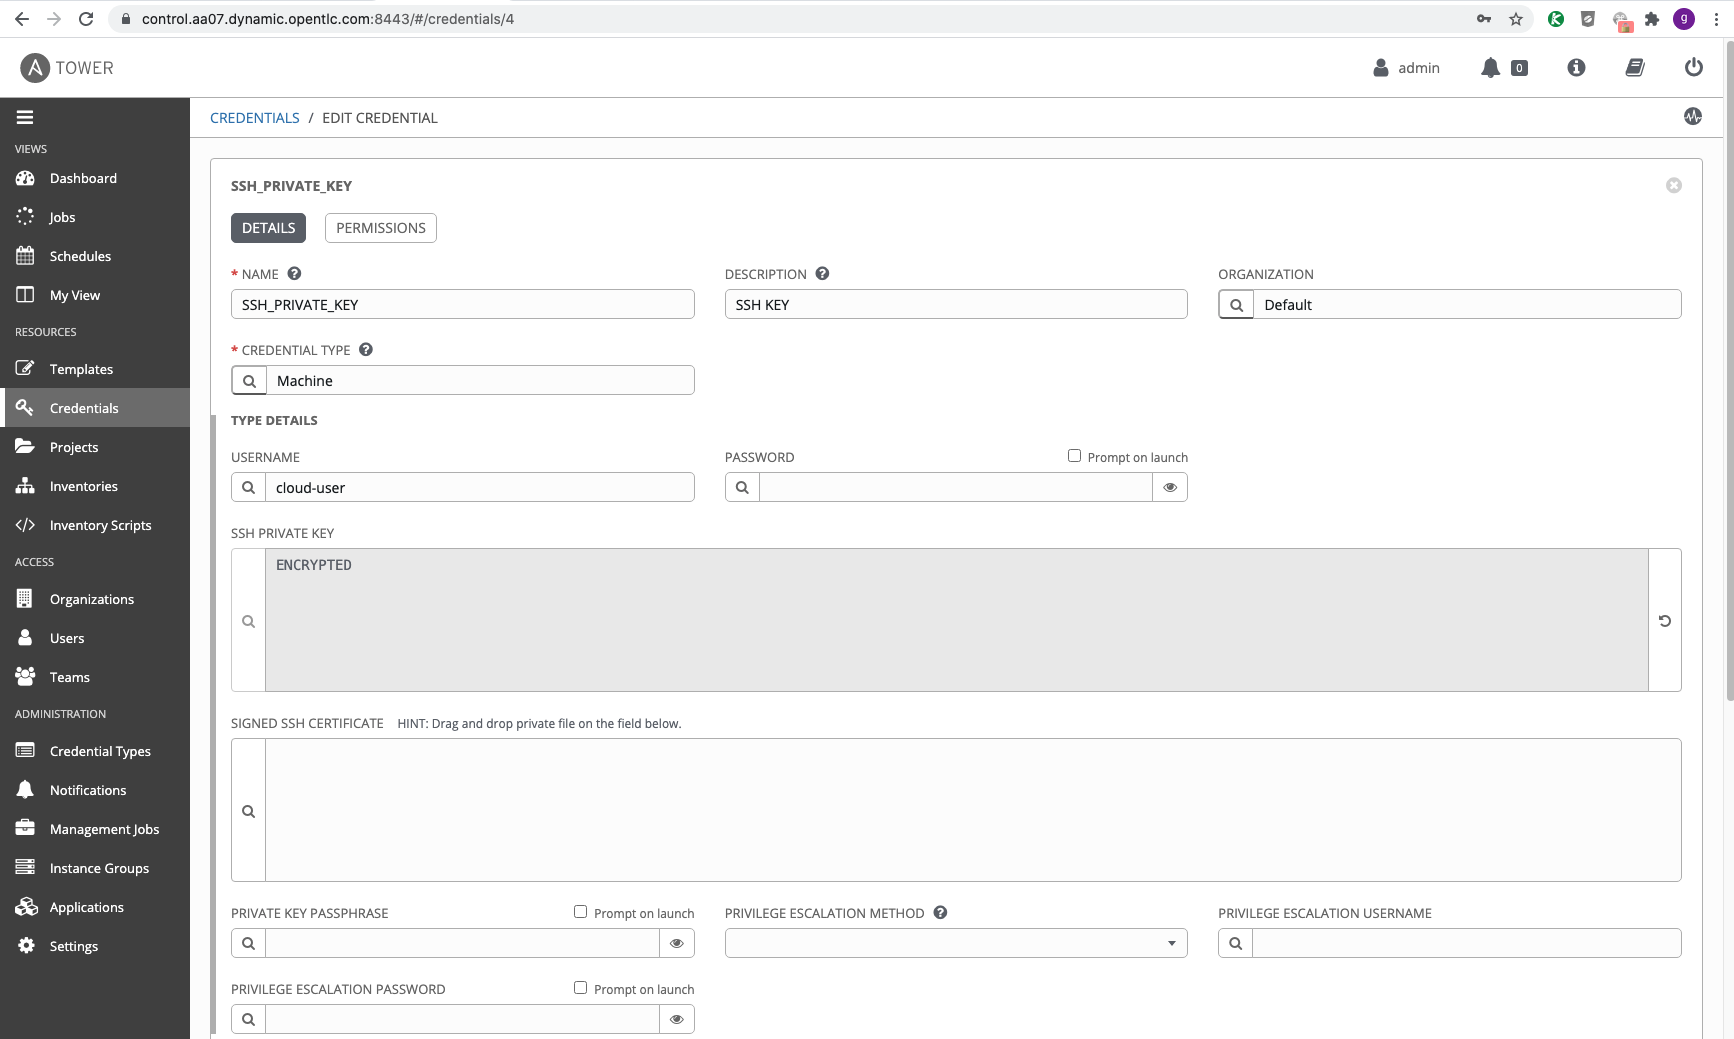 control.aa07.dynamic.opentlc.com:8443/#/credentials/4
g
A TOWER
admin
0
VIEWS
Dashboard
Jobs
Schedules
My View
RESOURCES
Templates
Credentials
Projects
Inventories
Inventory Scripts
ACCESS
Organizations
Users
Teams
ADMINISTRATION
Credential Types
Notifications
Management Jobs
Instance Groups
Applications
Settings
CREDENTIALS / EDIT CREDENTIAL
SSH_PRIVATE_KEY
DETAILS PERMISSIONS
* NAME ? DESCRIPTION ? ORGANIZATION
SSH_PRIVATE_KEY SSH KEY Default
* CREDENTIAL TYPE ?
Machine
TYPE DETAILS
USERNAME PASSWORD Prompt on launch
cloud-user
SSH PRIVATE KEY
ENCRYPTED
SIGNED SSH CERTIFICATE HINT: Drag and drop private file on the field below.
PRIVATE KEY PASSPHRASE Prompt on launch PRIVILEGE ESCALATION METHOD ? PRIVILEGE ESCALATION USERNAME
PRIVILEGE ESCALATION PASSWORD Prompt on launch